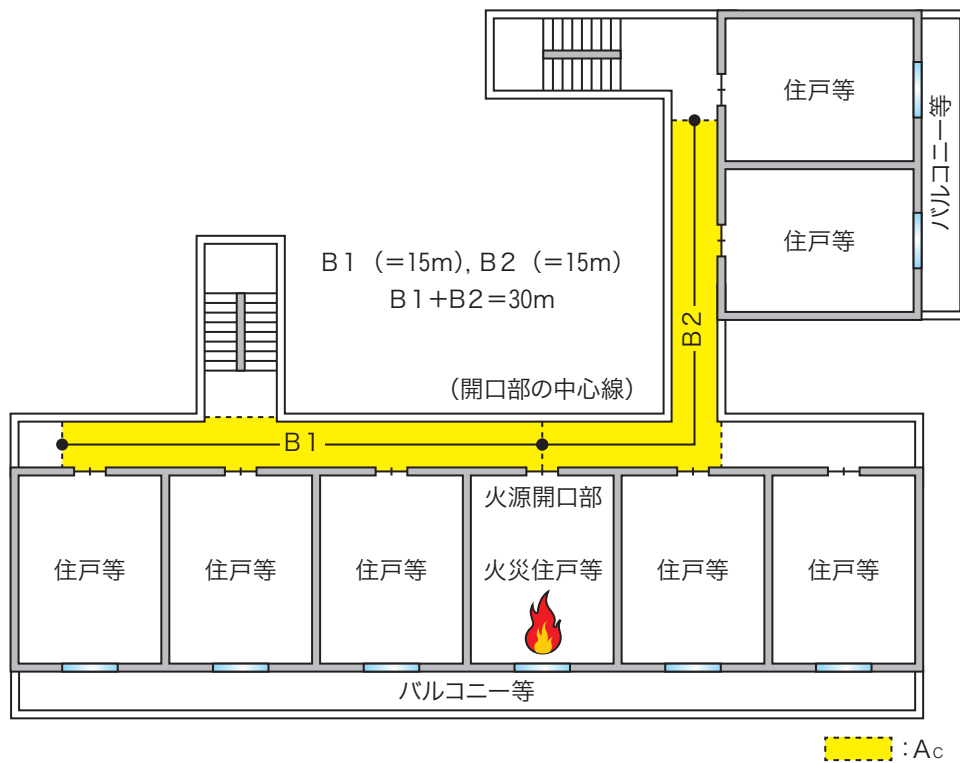 住戸等
バルコニー等
住戸等
B1（=15m）, B2（=15m）
B1+B2=30m
B2
（開口部の中心線）
B1
火源開口部
住戸等
住戸等
住戸等
火災住戸等
住戸等
住戸等
バルコニー等
：Ac